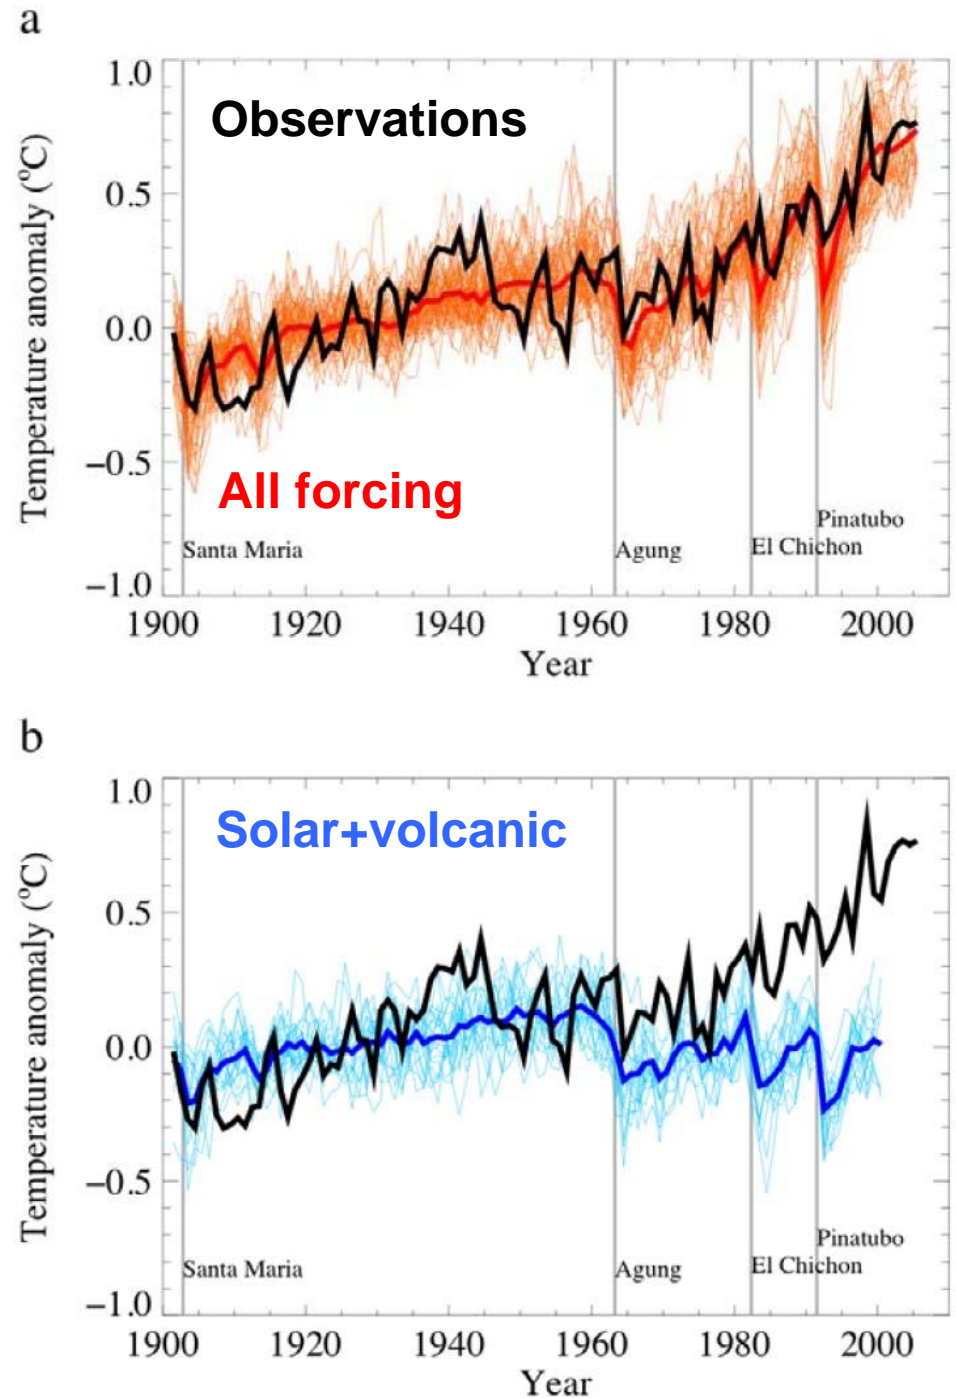 a
1.0
Observations
0.5
0.0
−0.5
All forcing
Pinatubo
Santa Maria
Agung
El Chichon
−1.0
Temperature anomaly (ºC)
1900 1920 1940 1960 1980 2000
Year
b
1.0
Solar+volcanic
0.5
0.0
−0.5
Pinatubo
Santa Maria
Agung
El Chichon
−1.0
Temperature anomaly (ºC)
1900 1920 1940 1960 1980 2000
Year